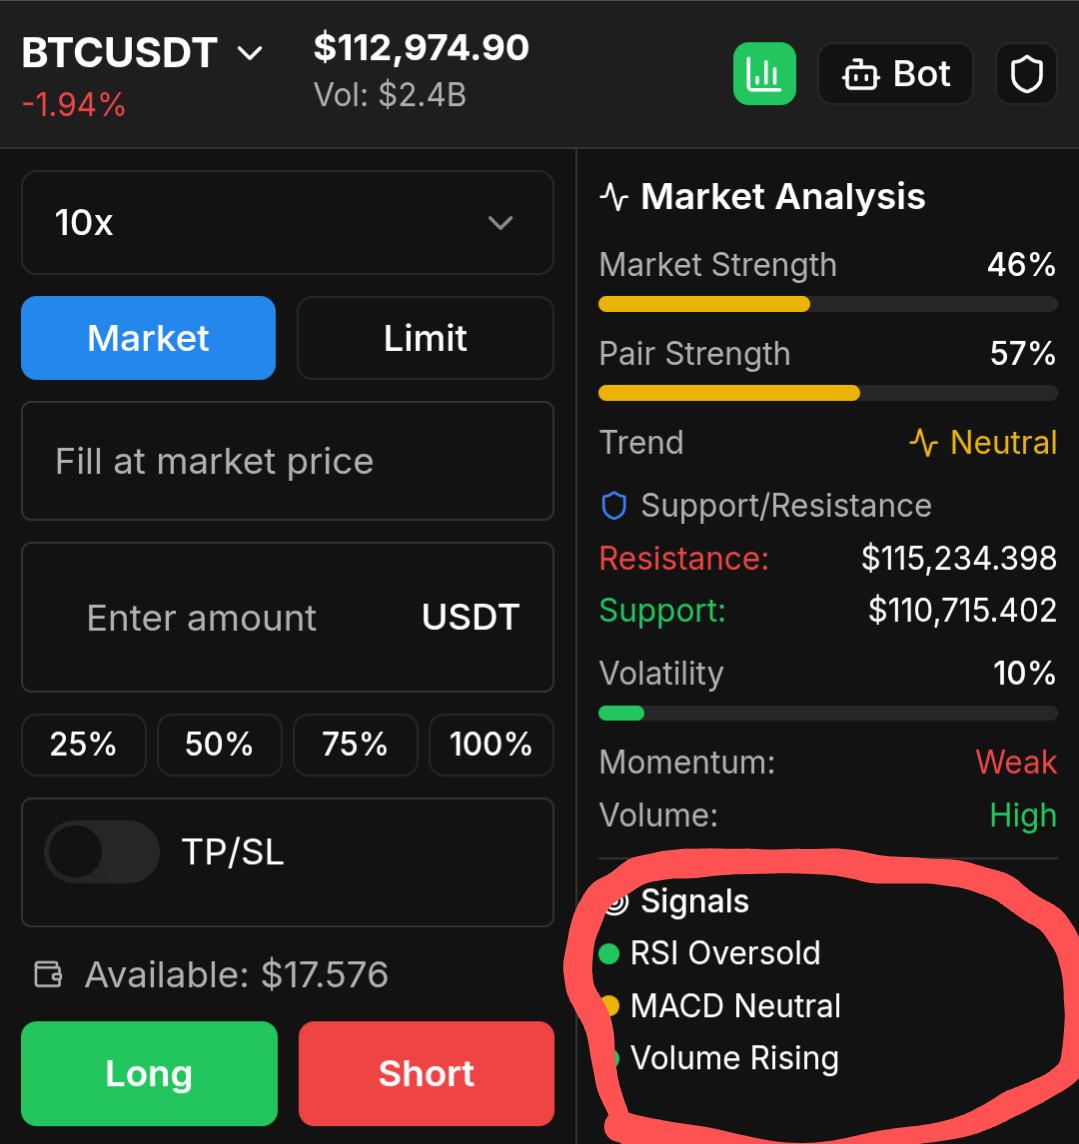 BTCUSDT
-1.94%
$112,974.90
Vol: $2.4B
Bot
10x
Market
Limit
Fill at market price
Enter amount
USDT
25%
50%
75%
100%
TP/SL
Available: $17.576
Long
Short
Market Analysis
Market Strength 46%
Pair Strength 57%
Trend Neutral
Support/Resistance
Resistance: $115,234.398
Support: $110,715.402
Volatility 10%
Momentum: Weak
Volume: High
Signals
RSI Oversold
MACD Neutral
Volume Rising